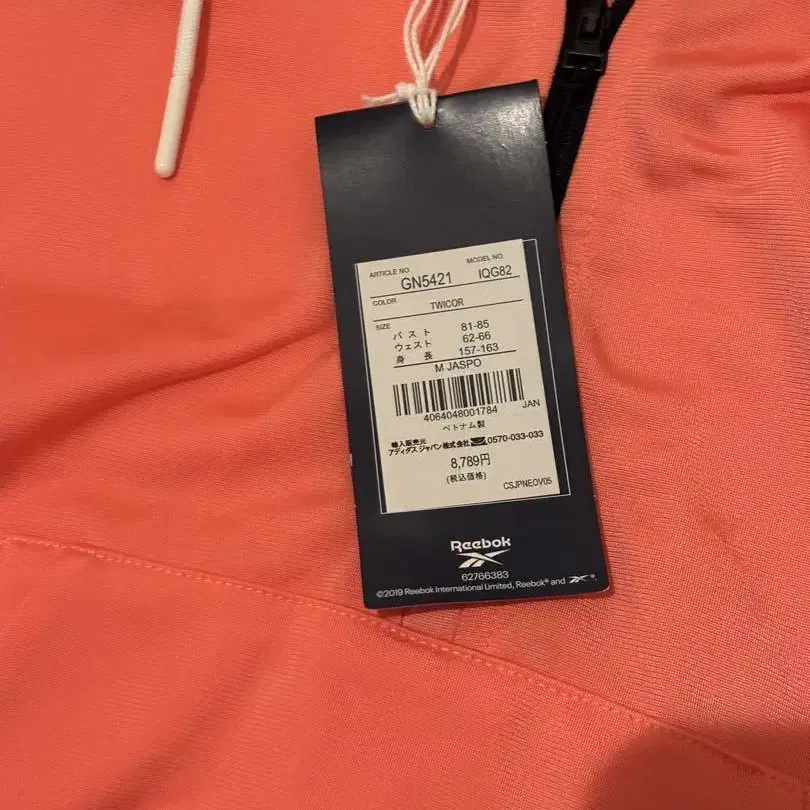 ARTICLE NO. GN5421 MODEL NO. IQG82
COLOR TWICOR
SIZE
バスト 81-85
ウェスト 62-66
身長 157-163
M JASPO
4064048001784 JAN
ベトナム製
輸入販売元
アディダス ジャパン株式会社 0570-033-033
8,789円
(税込価格)
CSJPNEOV05
Reebok
62766383
©2019 Reebok International Limited, Reebok® and ®.